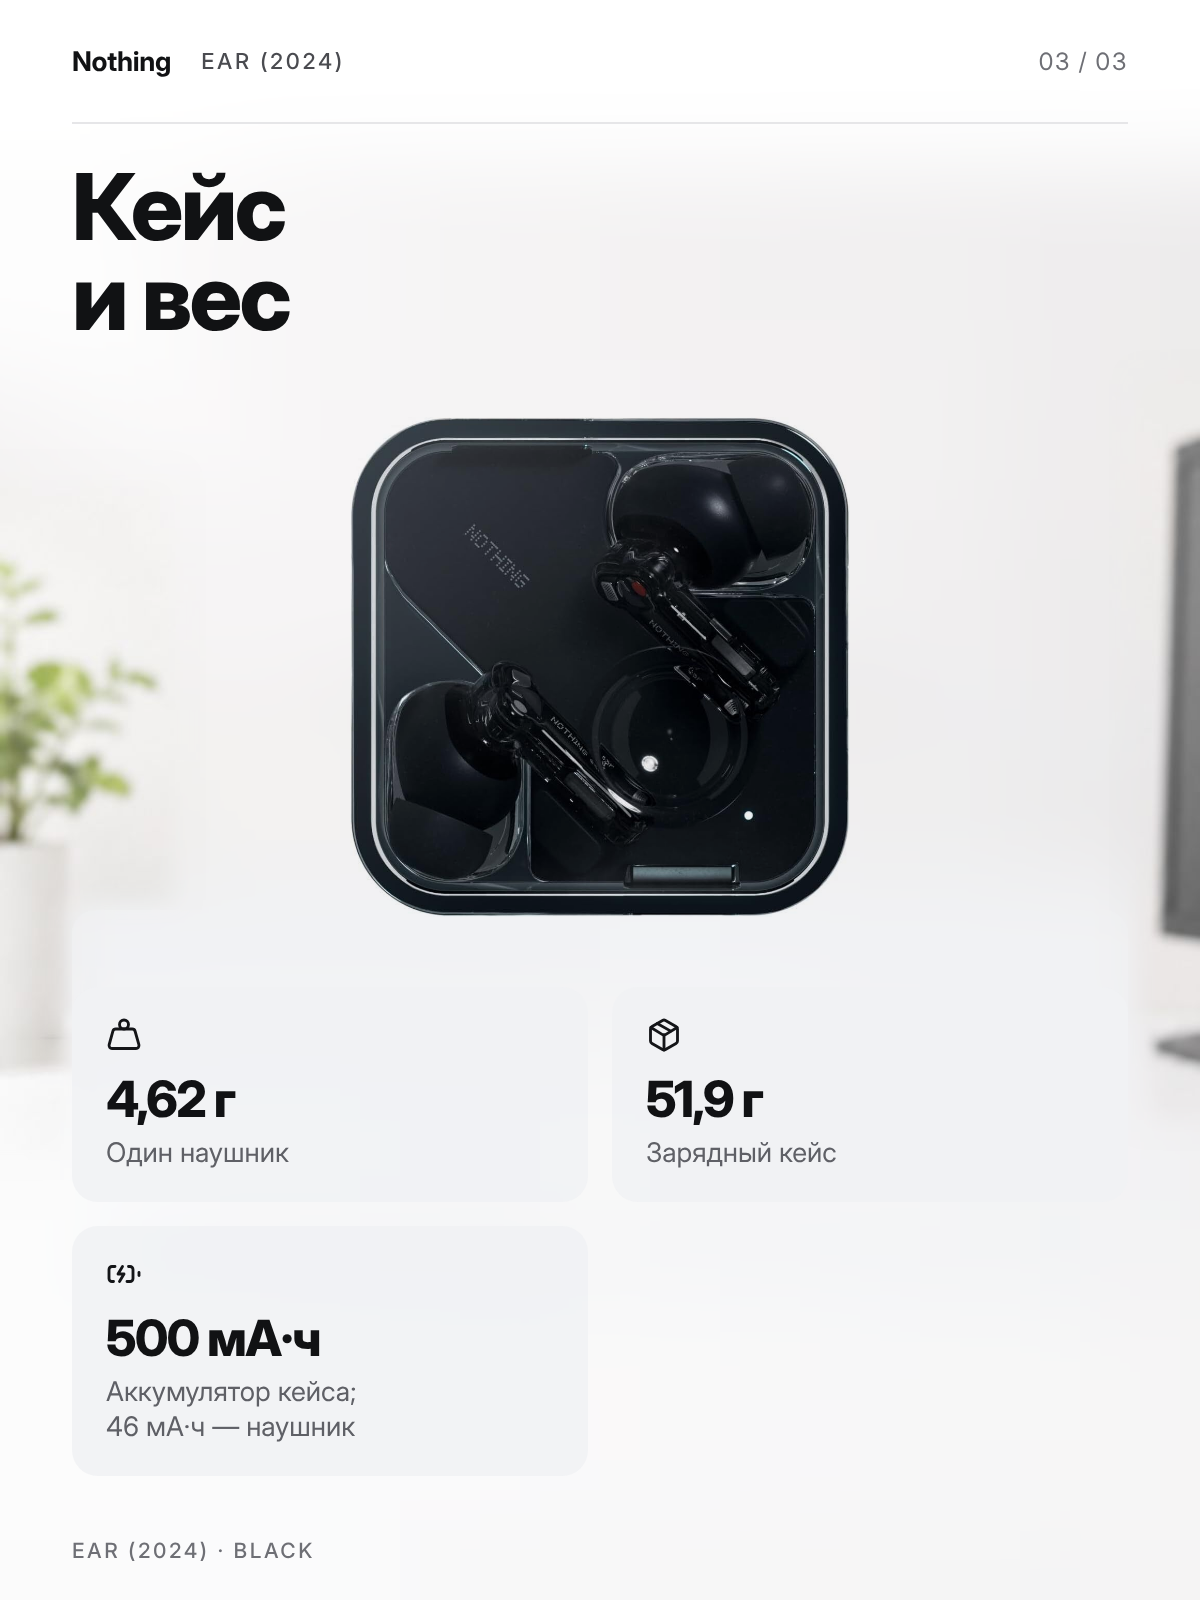 Nothing EAR (2024) 03 / 03
Кейс
и вес
NOTHING
NOTHING
NOTHING
4,62 г
Один наушник
51,9 г
Зарядный кейс
500 мА·ч
Аккумулятор кейса;
46 мА·ч — наушник
EAR (2024) · BLACK